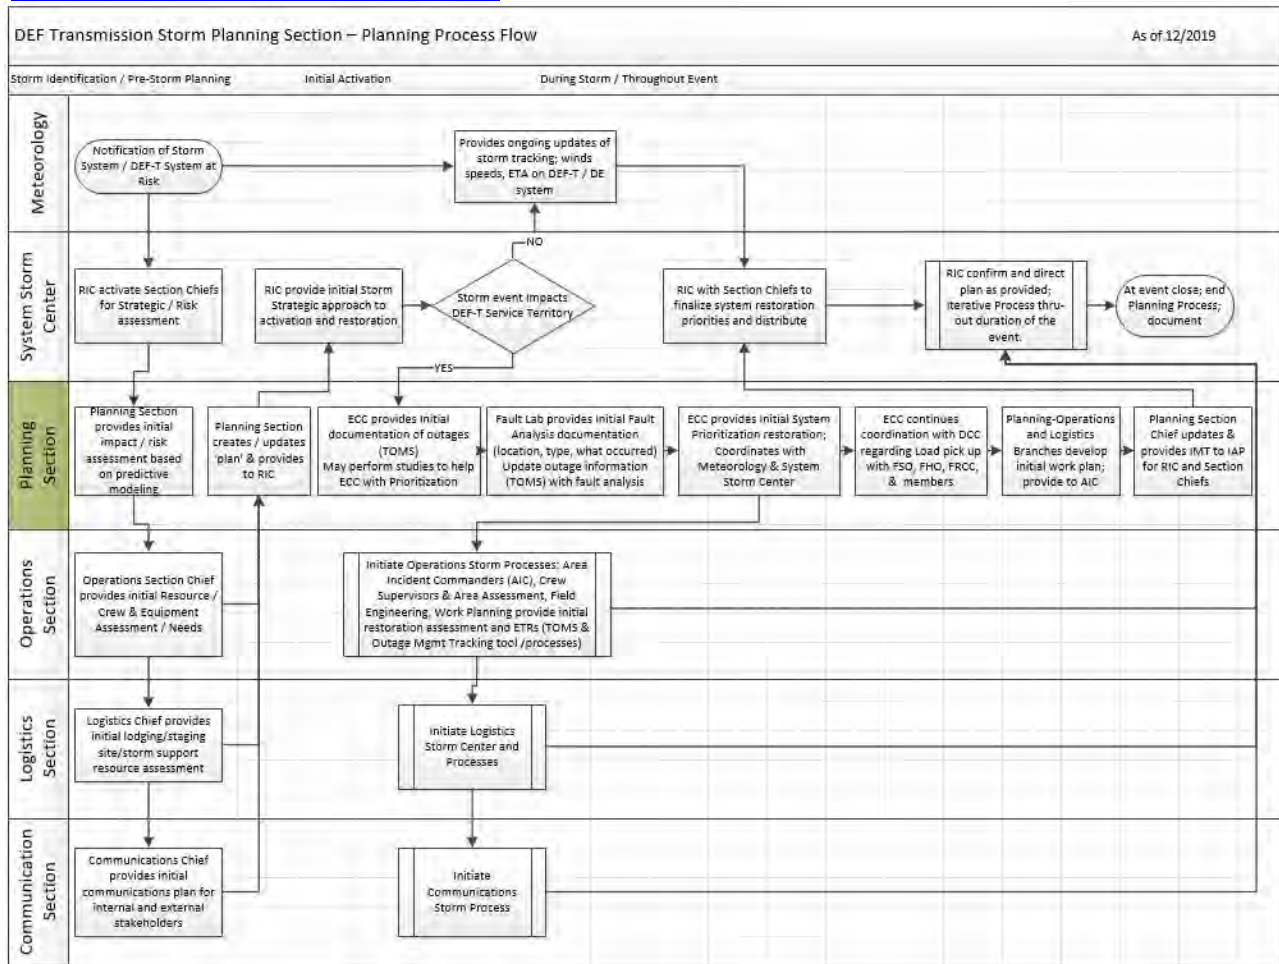 DEF Transmission Storm Planning Section – Planning Process Flow
As of 12/2019
Storm Identification / Pre-Storm Planning
Initial Activation
During Storm / Throughout Event
Meteorology
Notification of Storm
System / DEF-T System at
Risk
Provides ongoing updates of
storm tracking; winds
speeds, ETA on DEF-T / DE
system
System Storm
Center
RIC activate Section Chiefs
for Strategic / Risk
assessment
RIC provide initial Storm
Strategic approach to
activation and restoration
NO
Storm event Impacts
DEF-T Service Territory
YES
RIC with Section Chiefs to
finalize system restoration
priorities and distribute
RIC confirm and direct
plan as provided;
Iterative Process thru-
out duration of the
event.
At event close; end
Planning Process;
document
Planning
Section
Planning Section
provides initial
impact / risk
assessment based
on predictive
modeling
Planning Section
creates / updates
'plan' & provides
to RIC
ECC provides Initial
documentation of outages
(TOMS)
May perform studies to help
ECC with Prioritization
Fault Lab provides initial Fault
Analysis documentation
(location, type, what occurred)
Update outage information
(TOMS) with fault analysis
ECC provides Initial System
Prioritization restoration;
Coordinates with
Meteorology & System
Storm Center
ECC continues
coordination with DCC
regarding Load pick up
with FSO, FHO, FRCC,
& members
Planning-Operations
and Logistics
Branches develop
initial work plan;
provide to AIC
Planning Section
Chief updates &
provides IMT to IAP
for RIC and Section
Chiefs
Operations
Section
Operations Section Chief
provides initial Resource /
Crew & Equipment
Assessment / Needs
Initiate Operations Storm Processes: Area
Incident Commanders (AIC), Crew
Supervisors & Area Assessment, Field
Engineering, Work Planning provide initial
restoration assessment and ETRs (TOMS &
Outage Mgmt Tracking tool /processes)
Logistics
Section
Logistics Chief provides
initial lodging/staging
site/storm support
resource assessment
Initiate Logistics
Storm Center and
Processes
Communication
Section
Communications Chief
provides initial
communications plan for
internal and external
stakeholders
Initiate
Communications
Storm Process